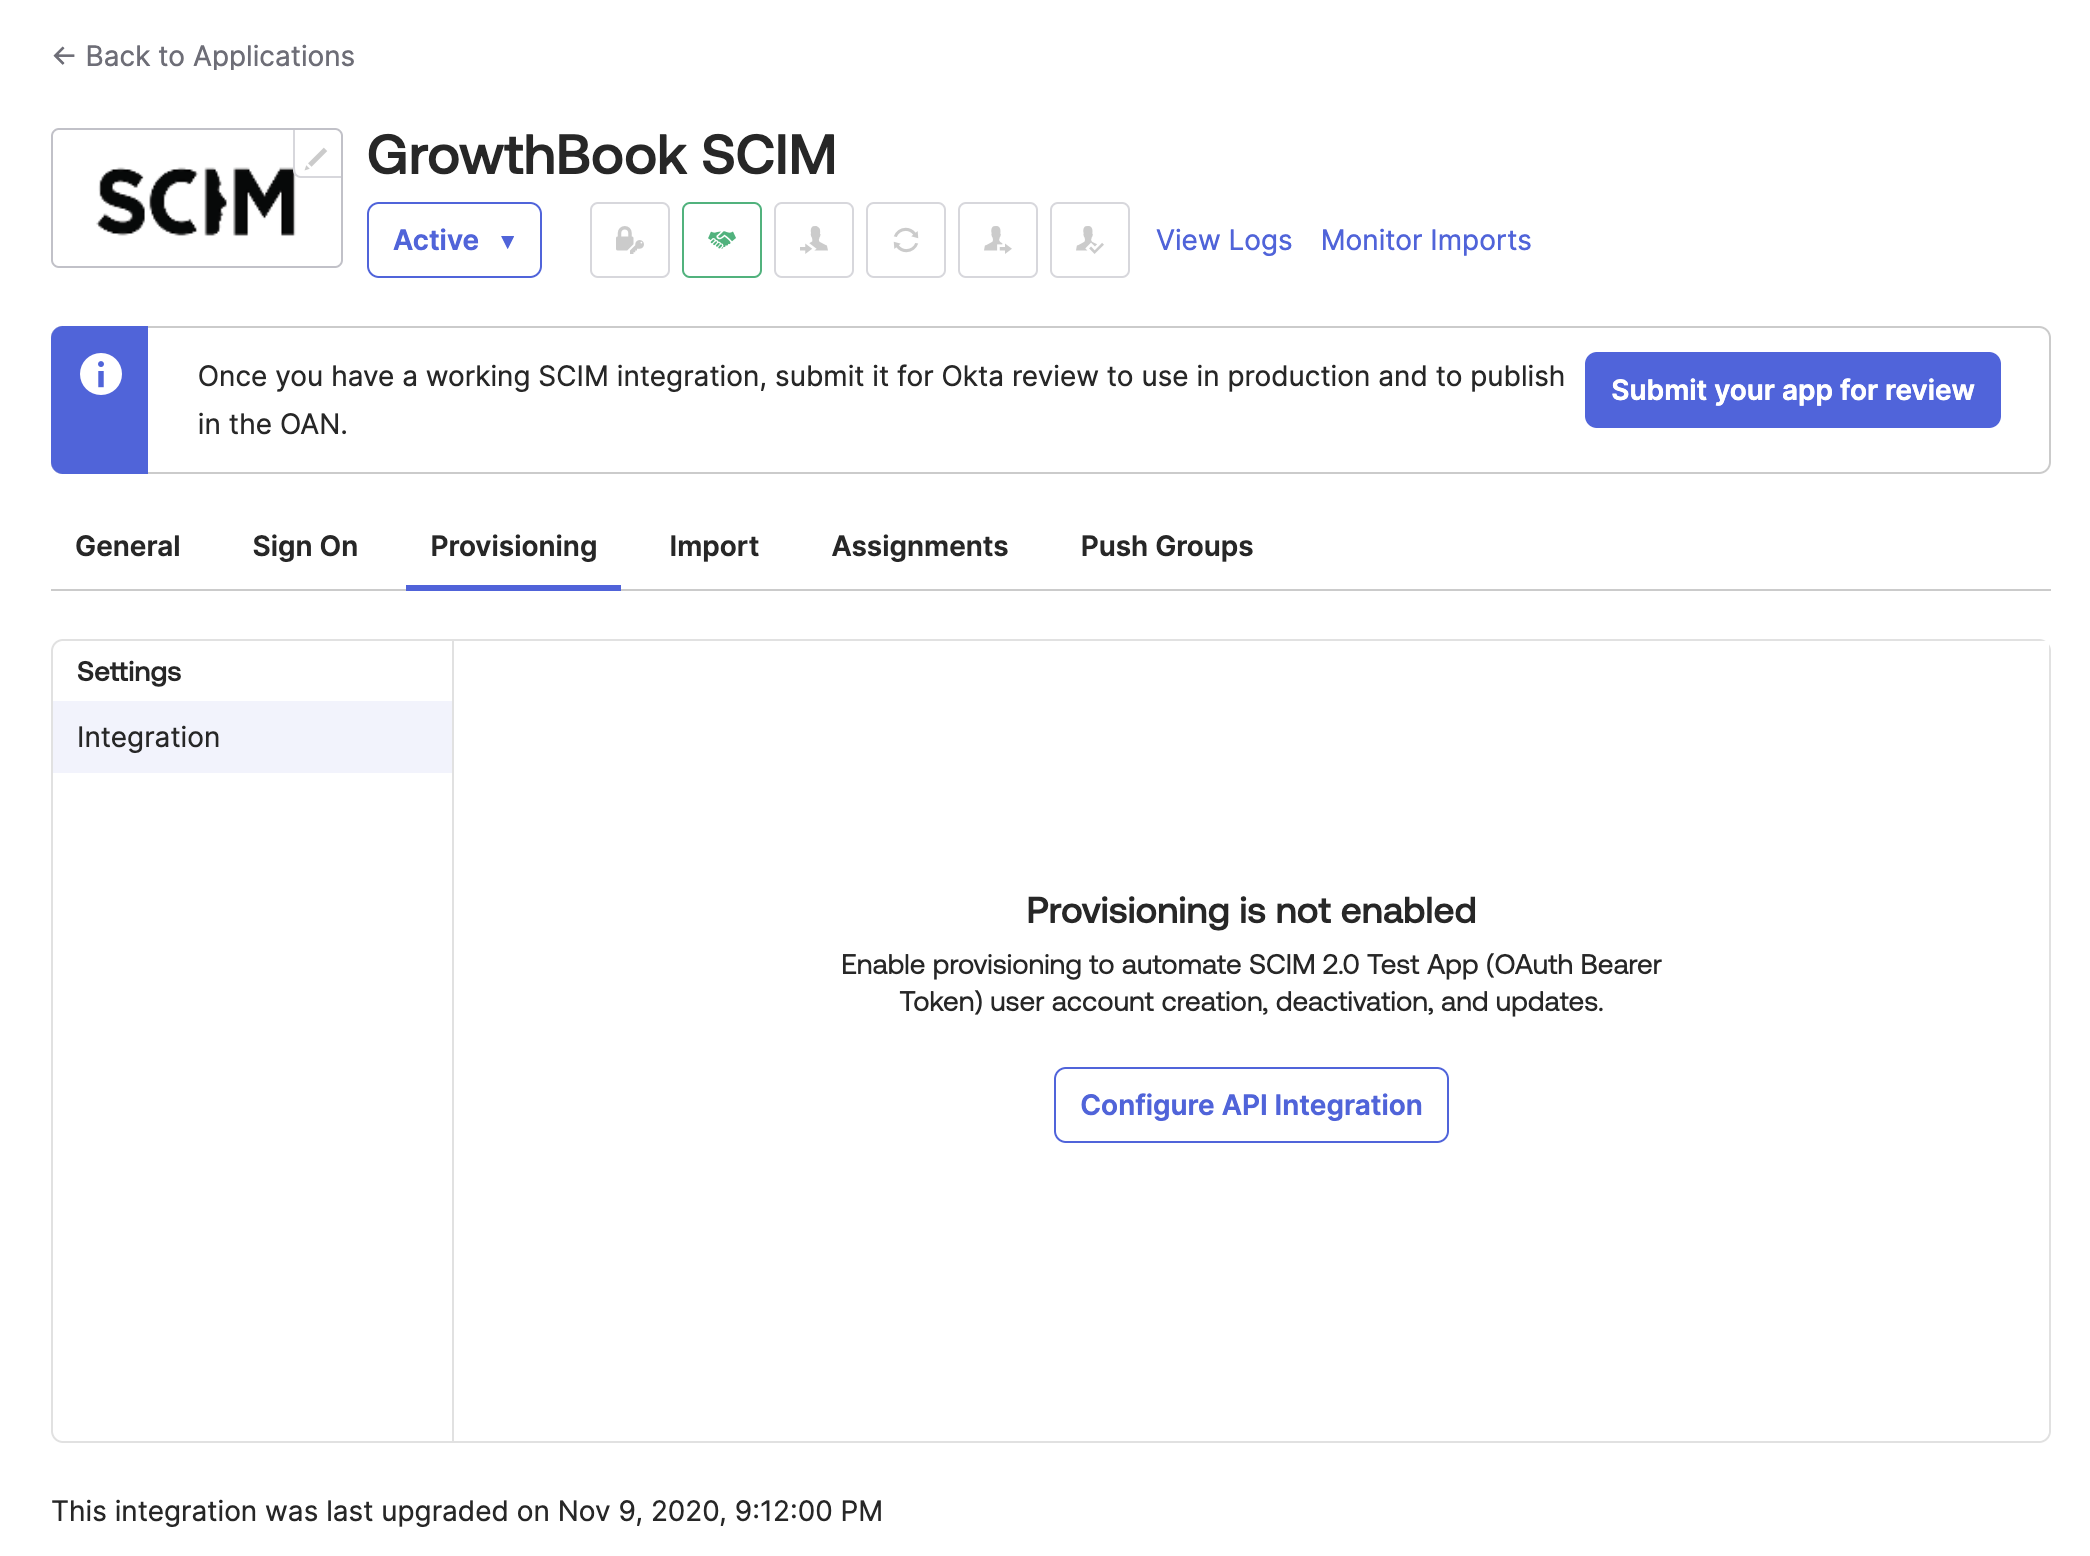 ← Back to Applications
SCIM
GrowthBook SCIM
Active ▼
View Logs
Monitor Imports
Once you have a working SCIM integration, submit it for Okta review to use in production and to publish
in the OAN.
Submit your app for review
General
Sign On
Provisioning
Import
Assignments
Push Groups
Settings
Integration
Provisioning is not enabled
Enable provisioning to automate SCIM 2.0 Test App (OAuth Bearer
Token) user account creation, deactivation, and updates.
Configure API Integration
This integration was last upgraded on Nov 9, 2020, 9:12:00 PM